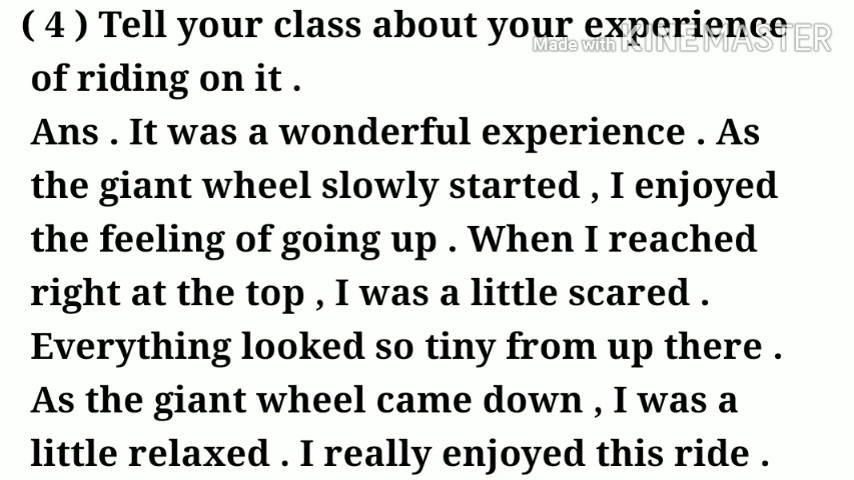 ( 4 ) Tell your class about your experience
Made with KINEMASTER
of riding on it .
Ans . It was a wonderful experience . As
the giant wheel slowly started , I enjoyed
the feeling of going up . When I reached
right at the top , I was a little scared .
Everything looked so tiny from up there .
As the giant wheel came down , I was a
little relaxed . I really enjoyed this ride .